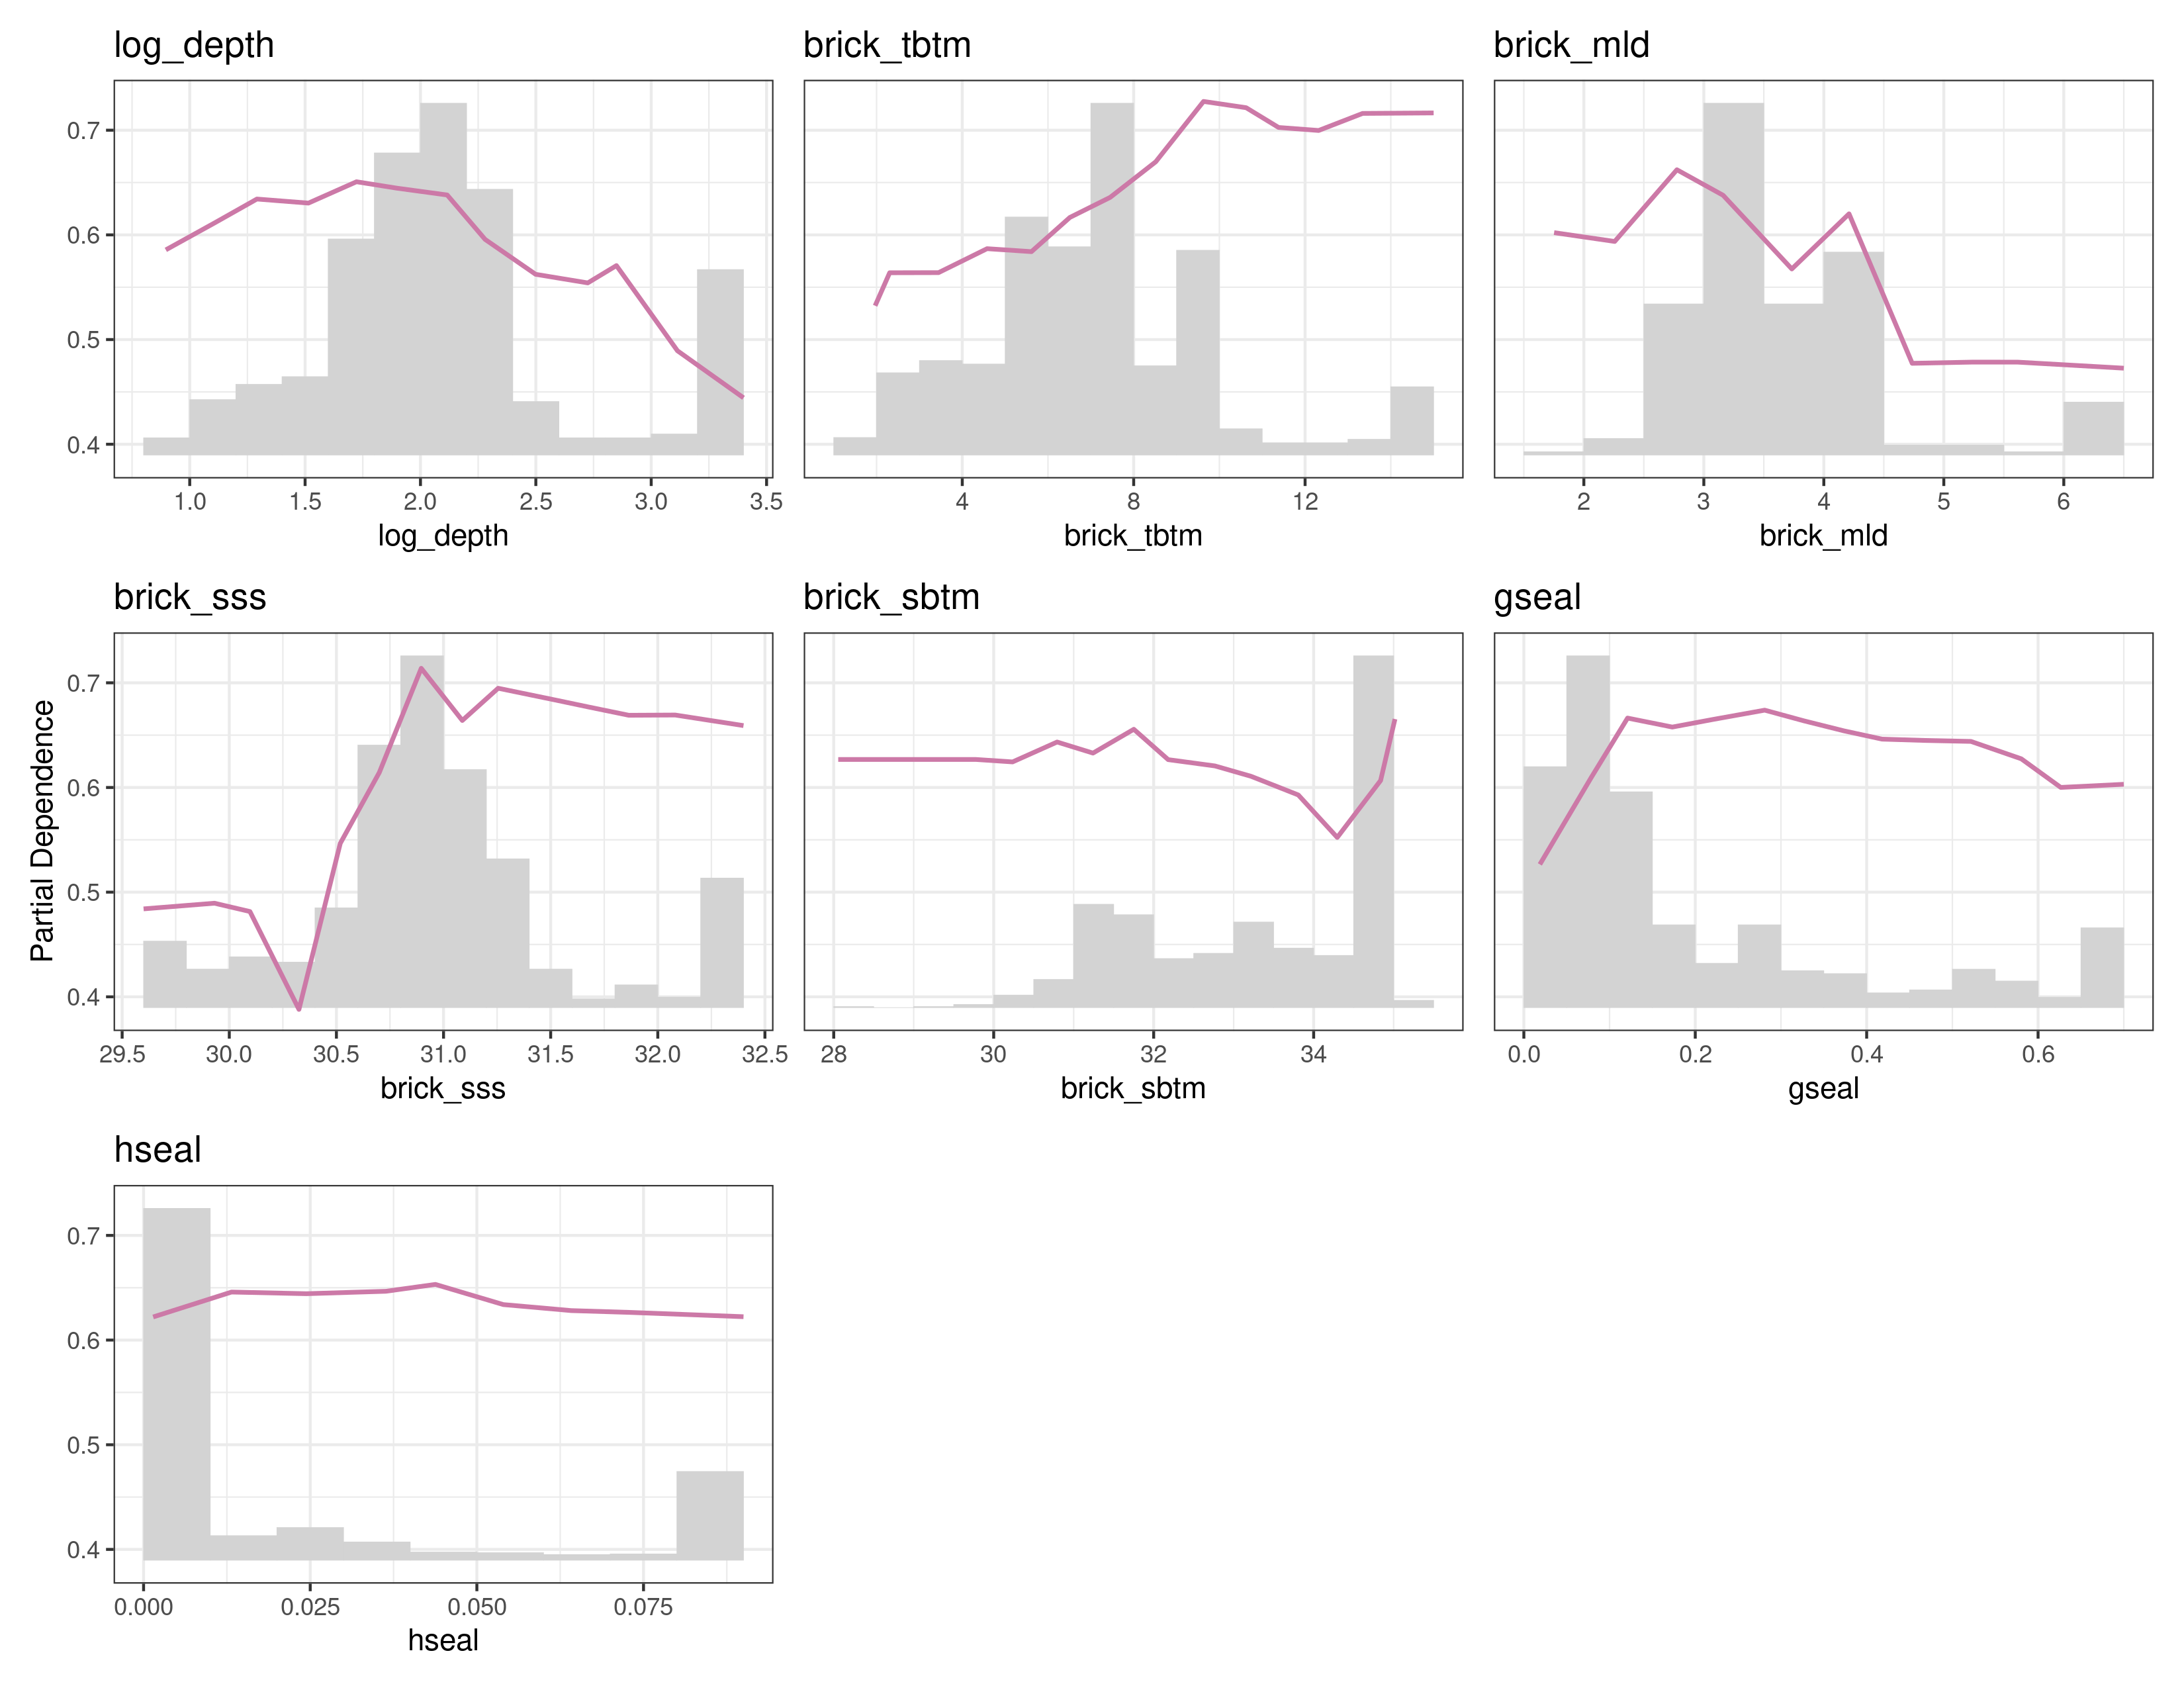 log_depth
brick_tbtm
brick_mld
0.7
0.6
0.5
0.4
1.0 1.5 2.0 2.5 3.0 3.5
4 8 12
2 3 4 5 6
log_depth
brick_tbtm
brick_mld
brick_sss
brick_sbtm
gseal
Partial Dependence
0.7
0.6
0.5
0.4
29.5 30.0 30.5 31.0 31.5 32.0 32.5
28 30 32 34
0.0 0.2 0.4 0.6
brick_sss
brick_sbtm
gseal
hseal
0.7
0.6
0.5
0.4
0.000 0.025 0.050 0.075
hseal